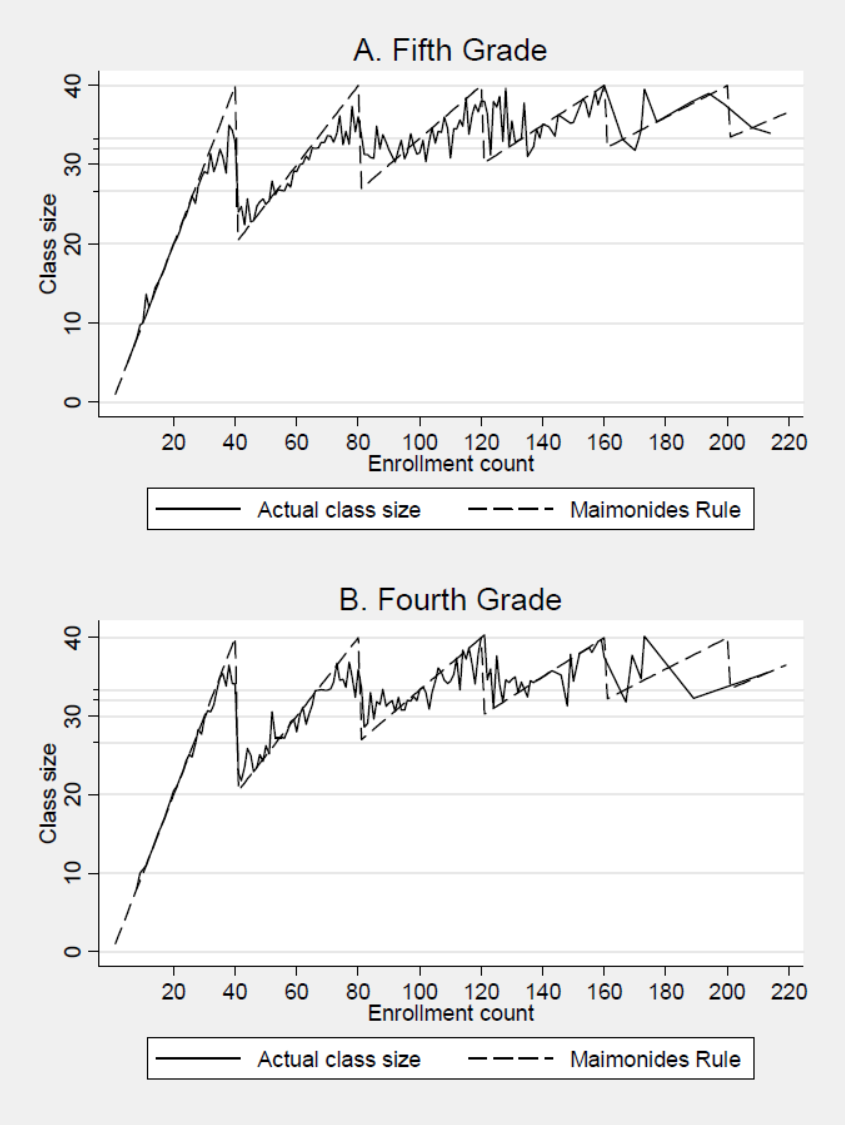 A. Fifth Grade
40
30
20
10
0
Class size
20 40 60 80 100 120 140 160 180 200 220
Enrollment count
Actual class size Maimonides Rule
B. Fourth Grade
40
30
20
10
0
Class size
20 40 60 80 100 120 140 160 180 200 220
Enrollment count
Actual class size Maimonides Rule